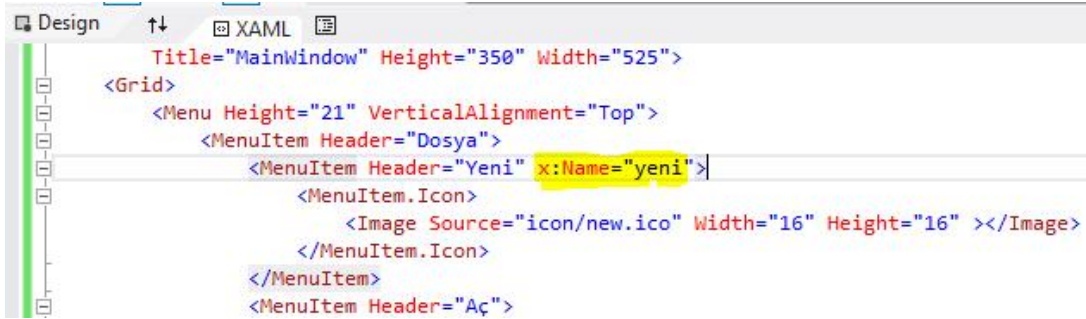 Design XAML
Title="MainWindow" Height="350" Width="525">
<Grid>
<Menu Height="21" VerticalAlignment="Top">
<MenuItem Header="Dosya">
<MenuItem Header="Yeni" x:Name="yeni">
<MenuItem.Icon>
<Image Source="icon/new.ico" Width="16" Height="16" ></Image>
</MenuItem.Icon>
</MenuItem>
<MenuItem Header="Aç">